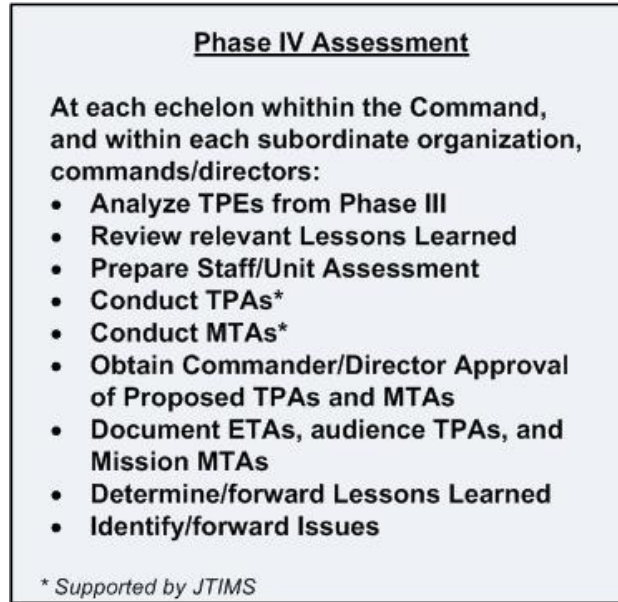 Phase IV Assessment
At each echelon whithin the Command,
and within each subordinate organization,
commands/directors:
• Analyze TPEs from Phase III
• Review relevant Lessons Learned
• Prepare Staff/Unit Assessment
• Conduct TPAs*
• Conduct MTAs*
• Obtain Commander/Director Approval
of Proposed TPAs and MTAs
• Document ETAs, audience TPAs, and
Mission MTAs
• Determine/forward Lessons Learned
• Identify/forward Issues
* Supported by JTIMS